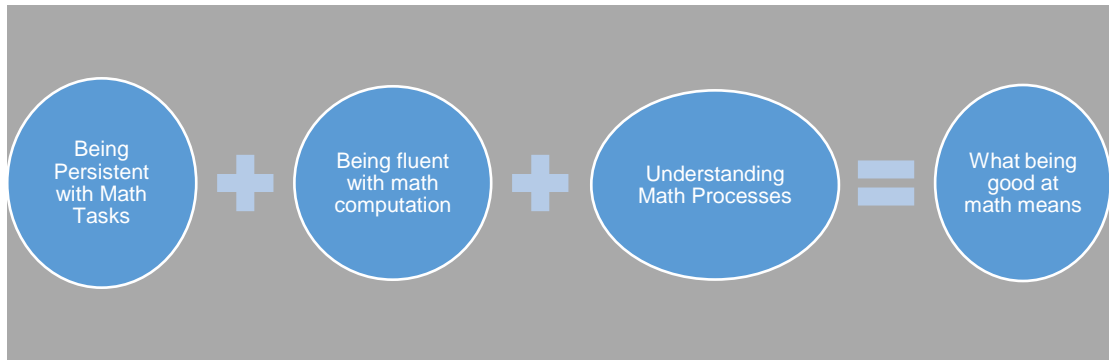 Being
Persistent
with Math
Tasks
Being fluent
with math
computation
Understanding
Math Processes
What being
good at
math means